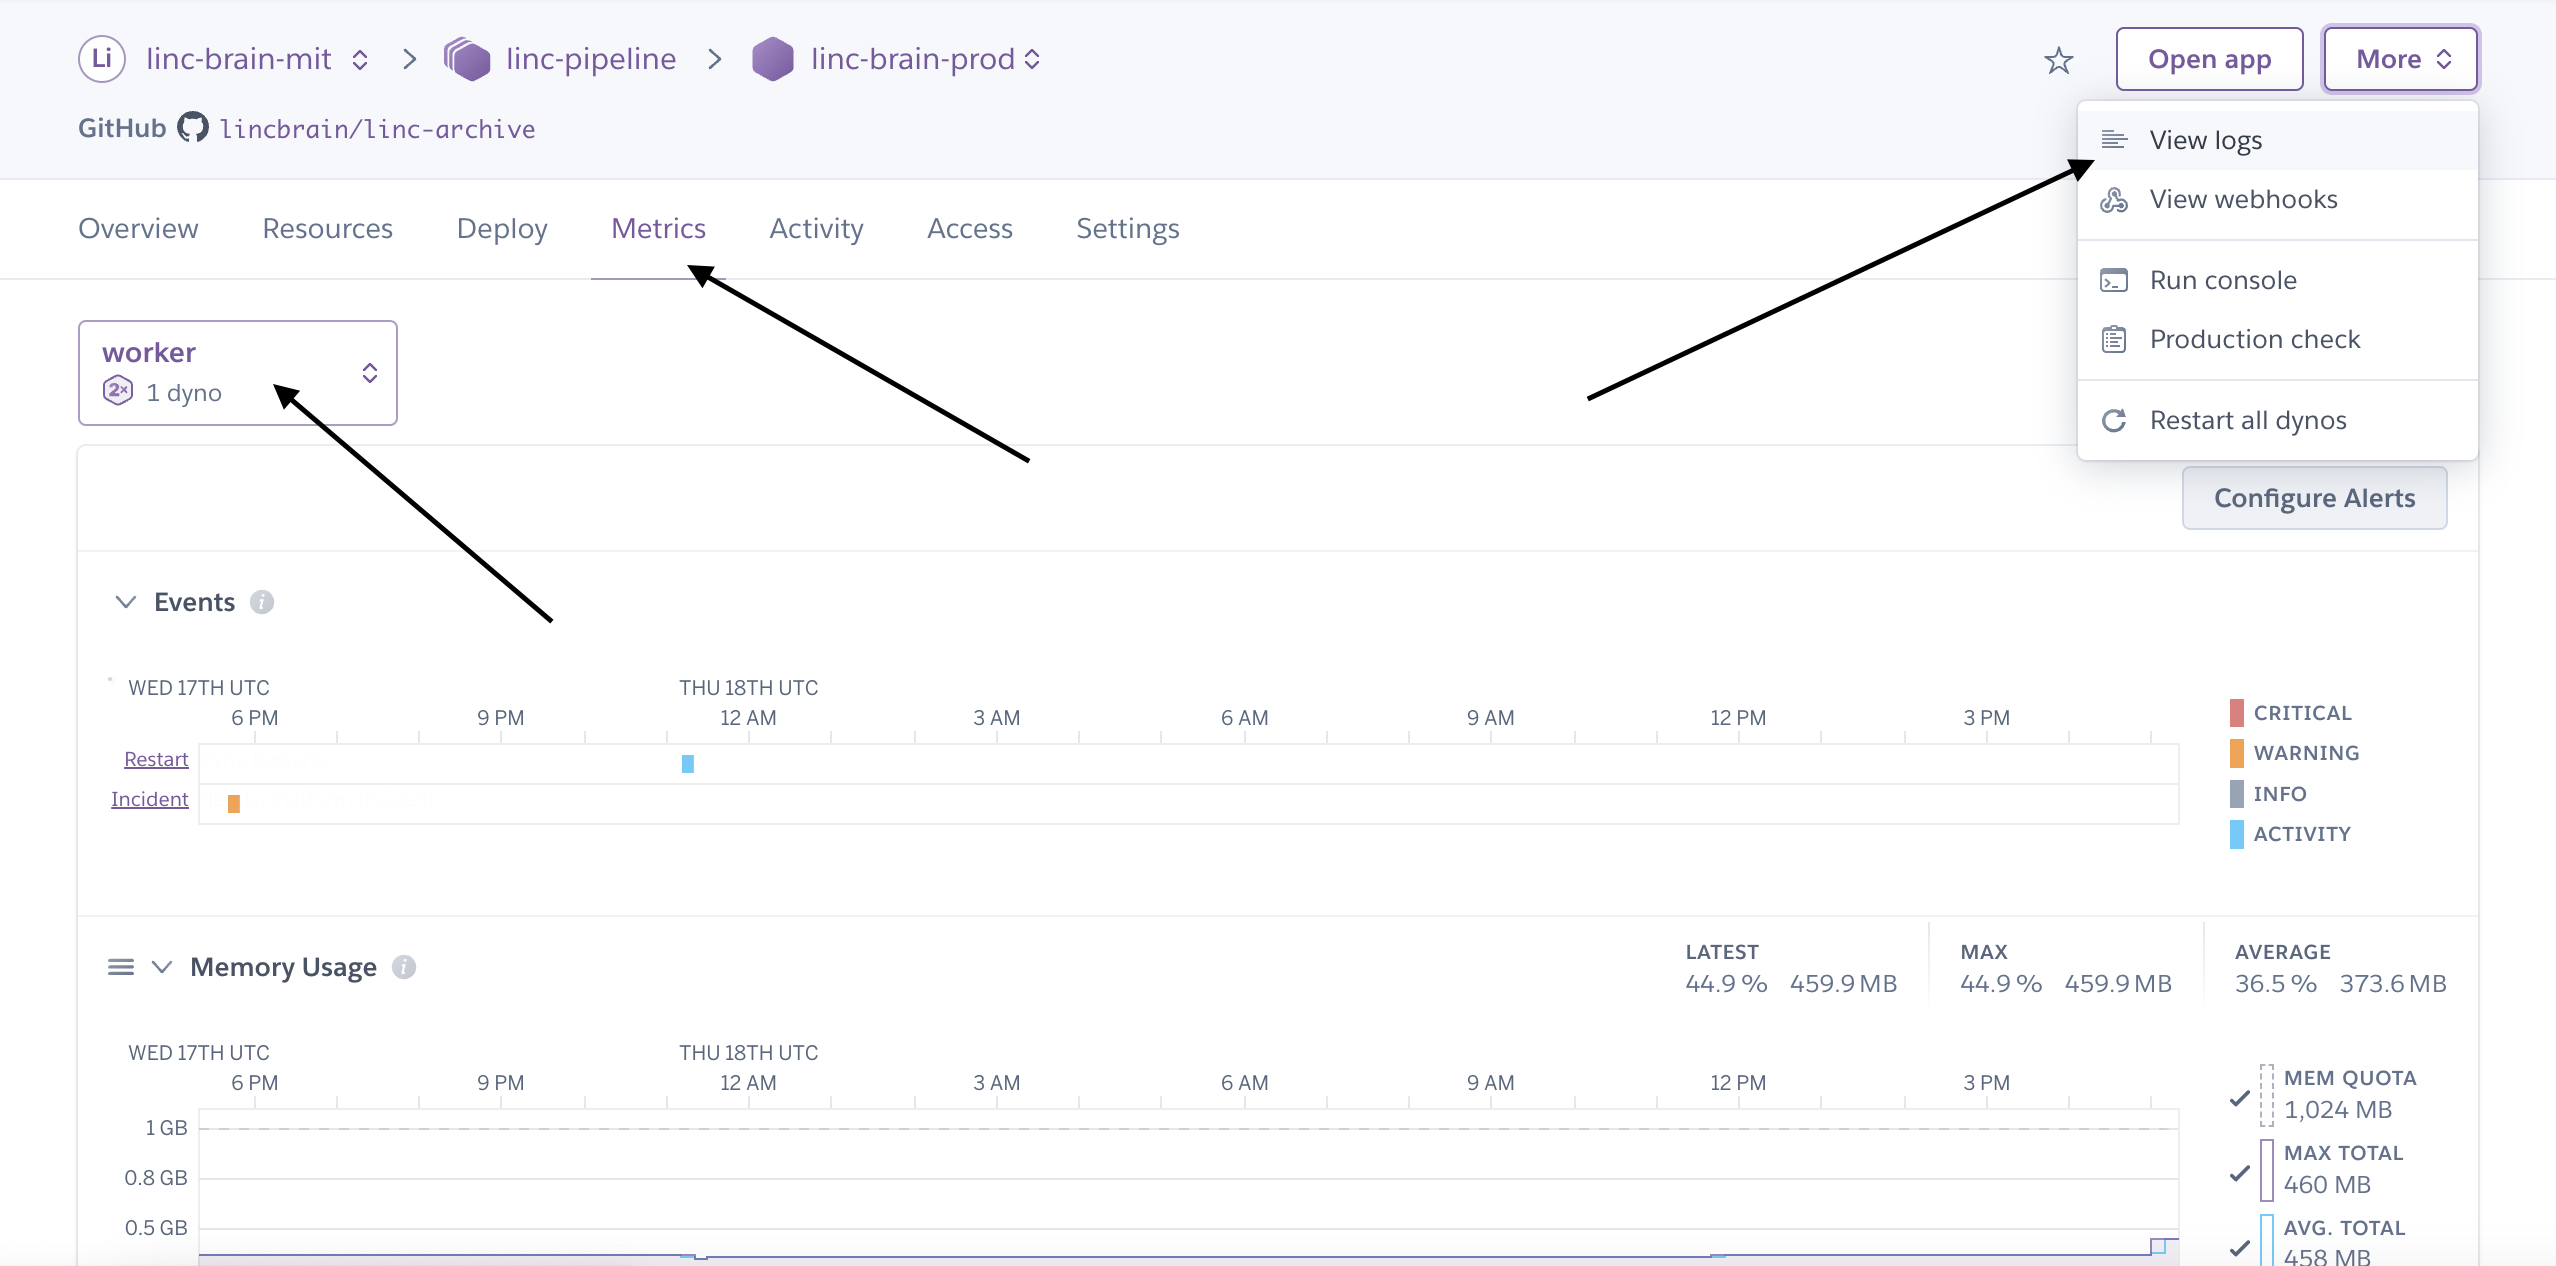 Li linc-brain-mit > linc-pipeline > linc-brain-prod
Open app
More
GitHub lincbrain/linc-archive
View logs
View webhooks
Run console
Production check
Restart all dynos
Overview Resources Deploy Metrics Activity Access Settings
worker
2x 1 dyno
Configure Alerts
Events i
WED 17TH UTC THU 18TH UTC
6 PM 9 PM 12 AM 3 AM 6 AM 9 AM 12 PM 3 PM
Restart
Incident
CRITICAL
WARNING
INFO
ACTIVITY
Memory Usage i
LATEST
44.9 % 459.9 MB
MAX
44.9 % 459.9 MB
AVERAGE
36.5 % 373.6 MB
WED 17TH UTC THU 18TH UTC
6 PM 9 PM 12 AM 3 AM 6 AM 9 AM 12 PM 3 PM
1 GB
0.8 GB
0.5 GB
MEM QUOTA
1,024 MB
MAX TOTAL
460 MB
AVG. TOTAL
458 MB